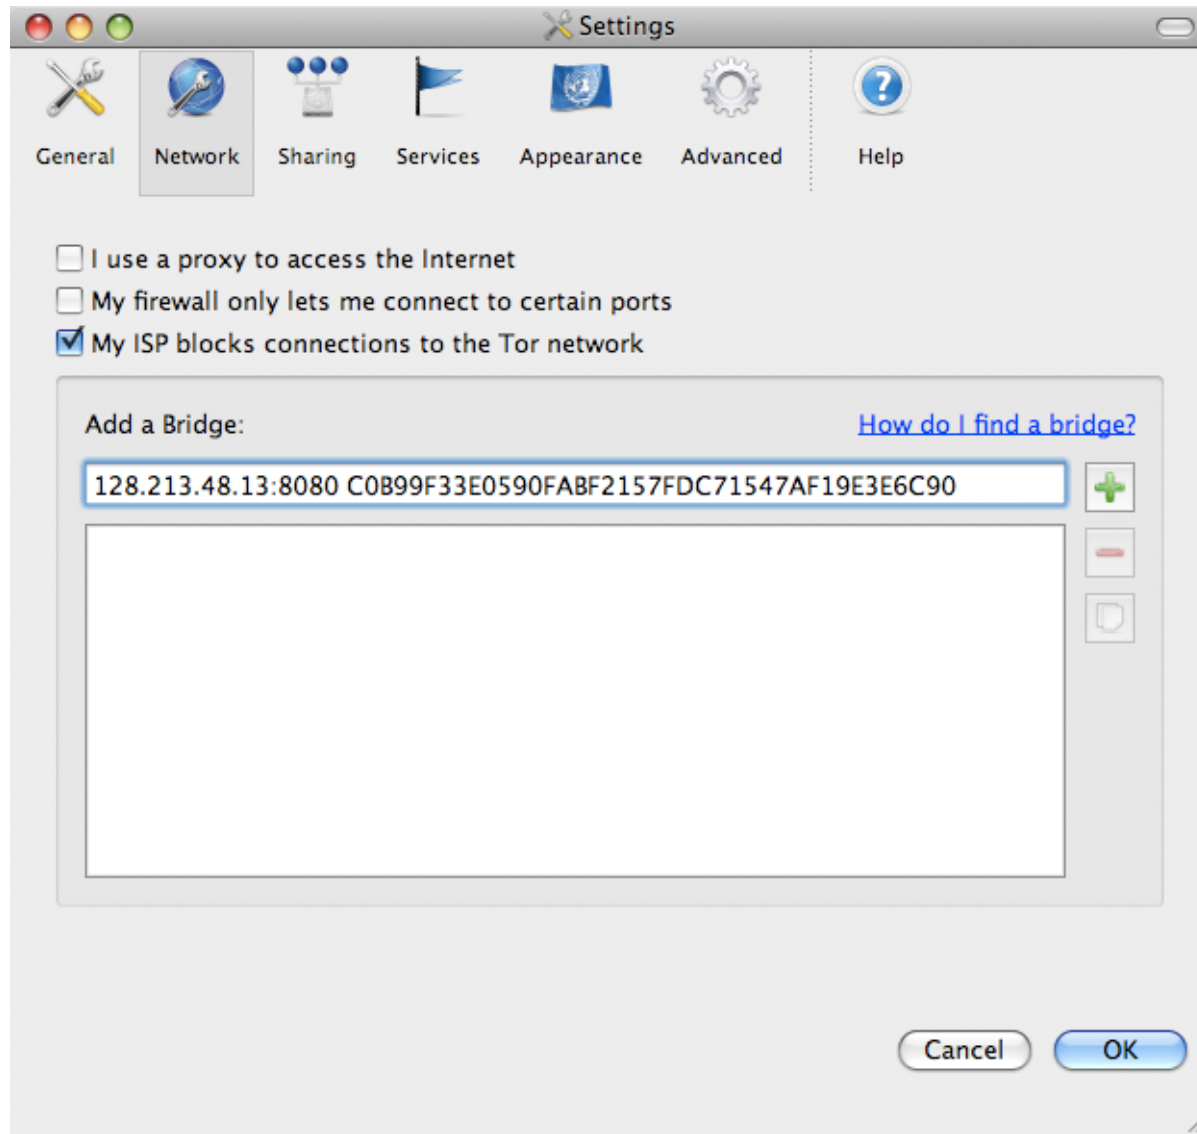 Settings
General Network Sharing Services Appearance Advanced Help
I use a proxy to access the Internet
My firewall only lets me connect to certain ports
My ISP blocks connections to the Tor network
Add a Bridge: How do I find a bridge?
128.213.48.13:8080 C0B99F33E0590FABF2157FDC71547AF19E3E6C90
Cancel OK